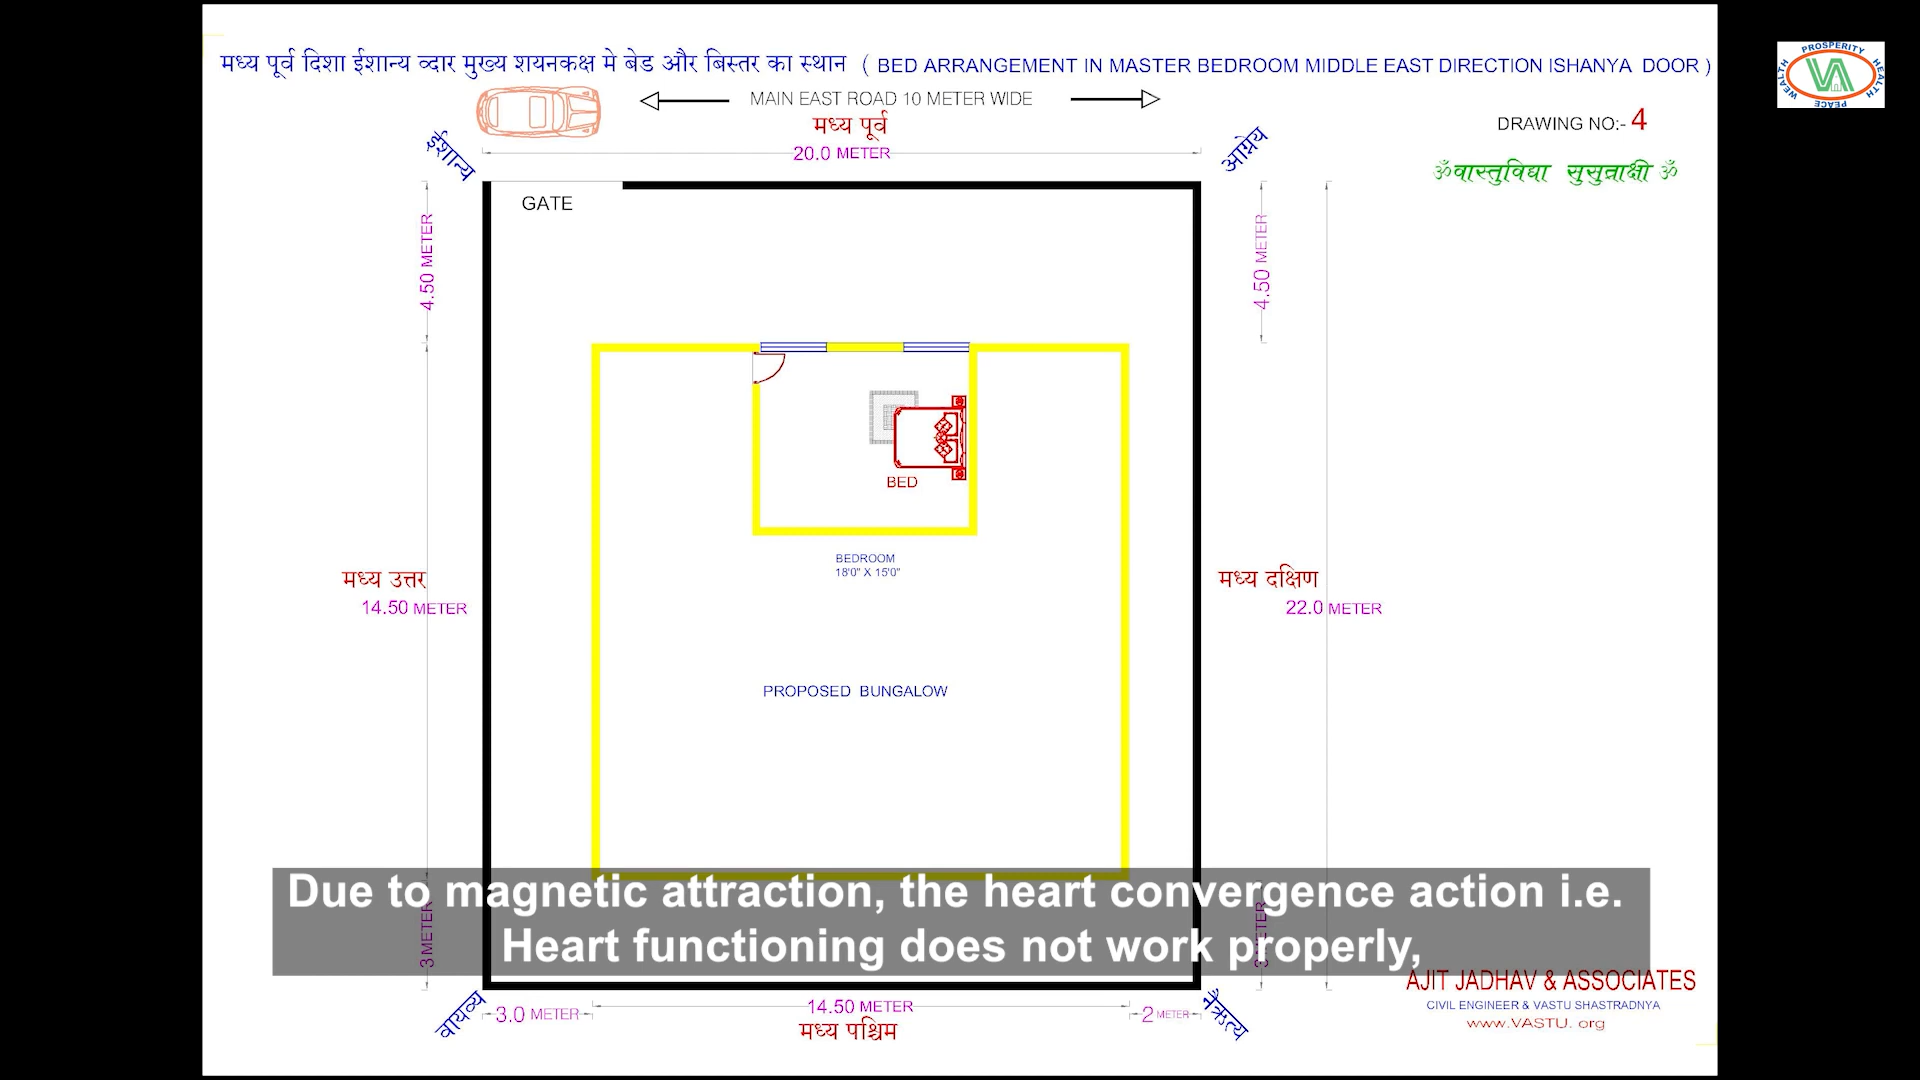 मध्य पूर्व दिशा ईशान्य व्दार मुख्य शयनकक्ष मे बेड और बिस्तर का स्थान ( BED ARRANGEMENT IN MASTER BEDROOM MIDDLE EAST DIRECTION ISHANYA DOOR )
PROSPERITY
WEALTH
HEALTH
PEACE
VA
MAIN EAST ROAD 10 METER WIDE
DRAWING NO:- 4
मध्य पूर्व
ईशान्य
आग्नेय
20.0 METER
ॐवास्तुविद्या सुसुत्राक्षी ॐ
GATE
4.50 METER
4.50 METER
BED
BEDROOM
18'0" X 15'0"
मध्य उत्तर
14.50 METER
मध्य दक्षिण
22.0 METER
PROPOSED BUNGALOW
Due to magnetic attraction, the heart convergence action i.e.
Heart functioning does not work properly,
3 METER
3 METER
AJIT JADHAV & ASSOCIATES
CIVIL ENGINEER & VASTU SHASTRADNYA
www.VASTU. org
वायव्य
3.0 METER
14.50 METER
2 METER
नैऋत्य
मध्य पश्चिम